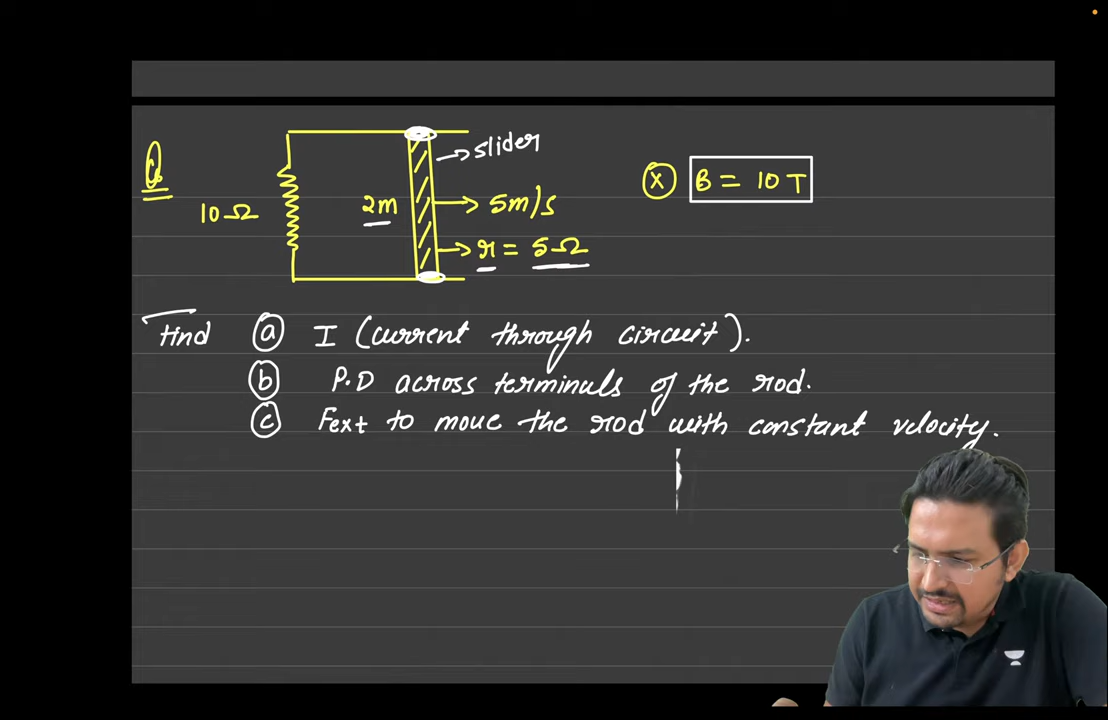 Q
slider
10Ω
2m
5m/s
r = 5Ω
x B = 10 T
Find (a) I (current through circuit).
(b) P.D across terminals of the rod.
(c) Fext to move the rod with constant velocity.